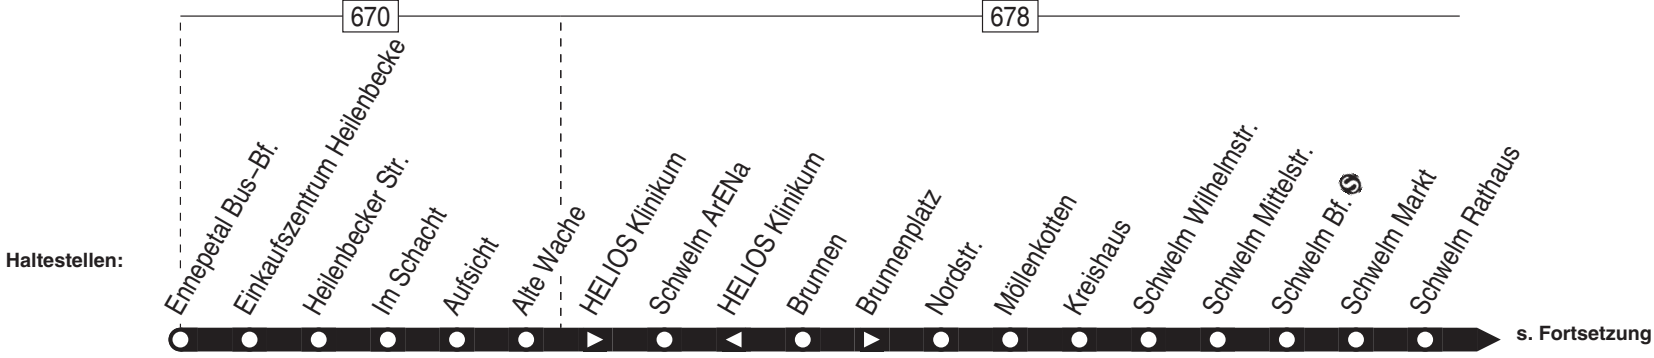 670
678
Haltestellen:
Ennepetal Bus–Bf.
Einkaufszentrum Heilenbecke
Heilenbecker Str.
Im Schacht
Aufsicht
Alte Wache
HELIOS Klinikum
Schwelm ArENa
HELIOS Klinikum
Brunnen
Brunnenplatz
Nordstr.
Möllenkotten
Kreishaus
Schwelm Wilhelmstr.
Schwelm Mittelstr.
Schwelm Bf. S
Schwelm Markt
Schwelm Rathaus
s. Fortsetzung